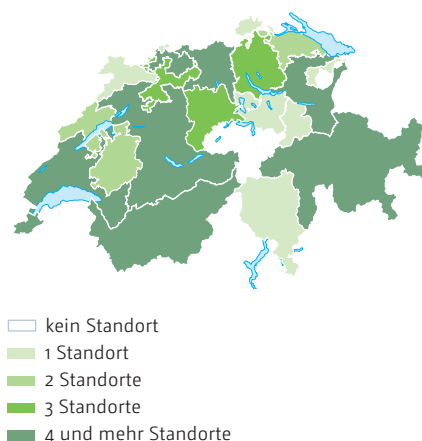 kein Standort
1 Standort
2 Standorte
3 Standorte
4 und mehr Standorte